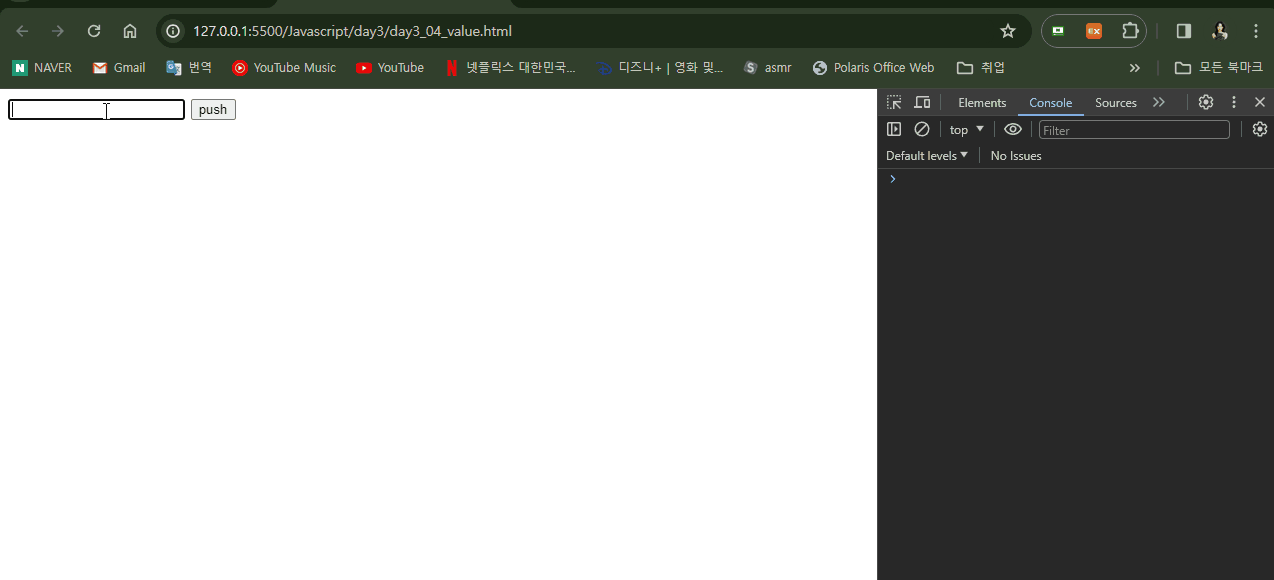 127.0.0.1:5500/Javascript/day3/day3_04_value.html
EX
N NAVER Gmail 번역 YouTube Music YouTube 넷플릭스 대한민국... 디즈니+ | 영화 및... S asmr Polaris Office Web 취업 모든 북마크
push
Elements Console Sources
top Filter
Default levels No Issues